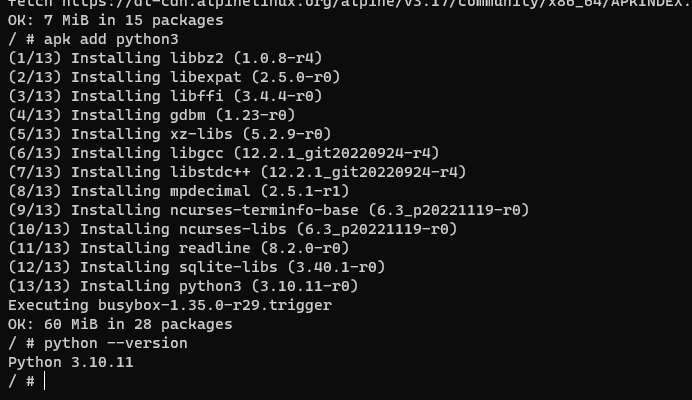 fetch https://dl-cdn.alpinelinux.org/alpine/v3.17/community/x86_64/APKINDEX.
OK: 7 MiB in 15 packages
/ # apk add python3
(1/13) Installing libbz2 (1.0.8-r4)
(2/13) Installing libexpat (2.5.0-r0)
(3/13) Installing libffi (3.4.4-r0)
(4/13) Installing gdbm (1.23-r0)
(5/13) Installing xz-libs (5.2.9-r0)
(6/13) Installing libgcc (12.2.1_git20220924-r4)
(7/13) Installing libstdc++ (12.2.1_git20220924-r4)
(8/13) Installing mpdecimal (2.5.1-r1)
(9/13) Installing ncurses-terminfo-base (6.3_p20221119-r0)
(10/13) Installing ncurses-libs (6.3_p20221119-r0)
(11/13) Installing readline (8.2.0-r0)
(12/13) Installing sqlite-libs (3.40.1-r0)
(13/13) Installing python3 (3.10.11-r0)
Executing busybox-1.35.0-r29.trigger
OK: 60 MiB in 28 packages
/ # python --version
Python 3.10.11
/ #